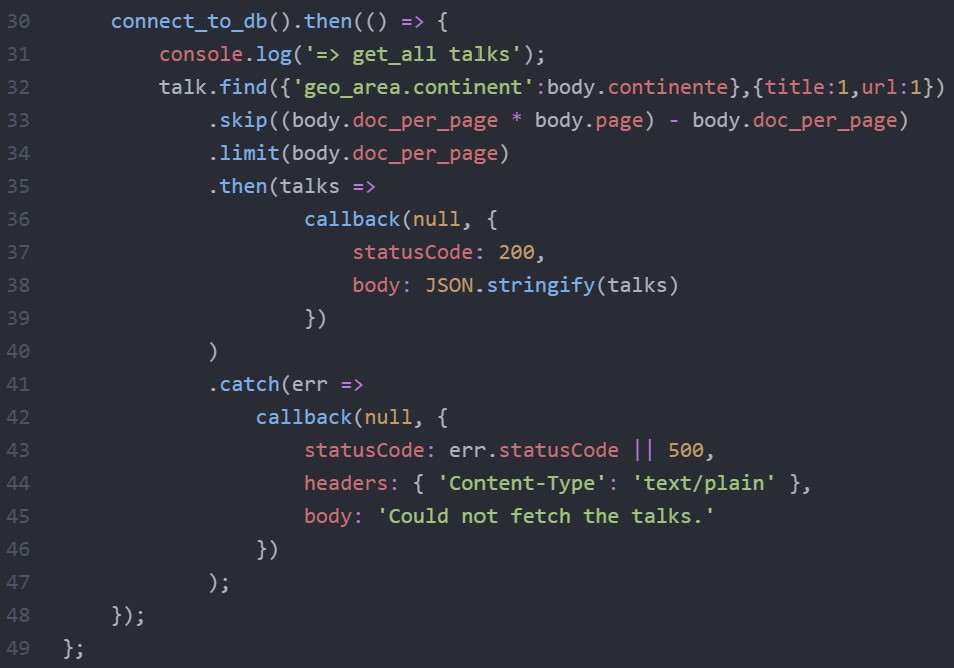 30 connect_to_db().then(() => {
31 console.log('=> get_all talks');
32 talk.find({'geo_area.continent':body.continente},{title:1,url:1})
33 .skip((body.doc_per_page * body.page) - body.doc_per_page)
34 .limit(body.doc_per_page)
35 .then(talks =>
36 callback(null, {
37 statusCode: 200,
38 body: JSON.stringify(talks)
39 })
40 )
41 .catch(err =>
42 callback(null, {
43 statusCode: err.statusCode || 500,
44 headers: { 'Content-Type': 'text/plain' },
45 body: 'Could not fetch the talks.'
46 })
47 );
48 });
49 };